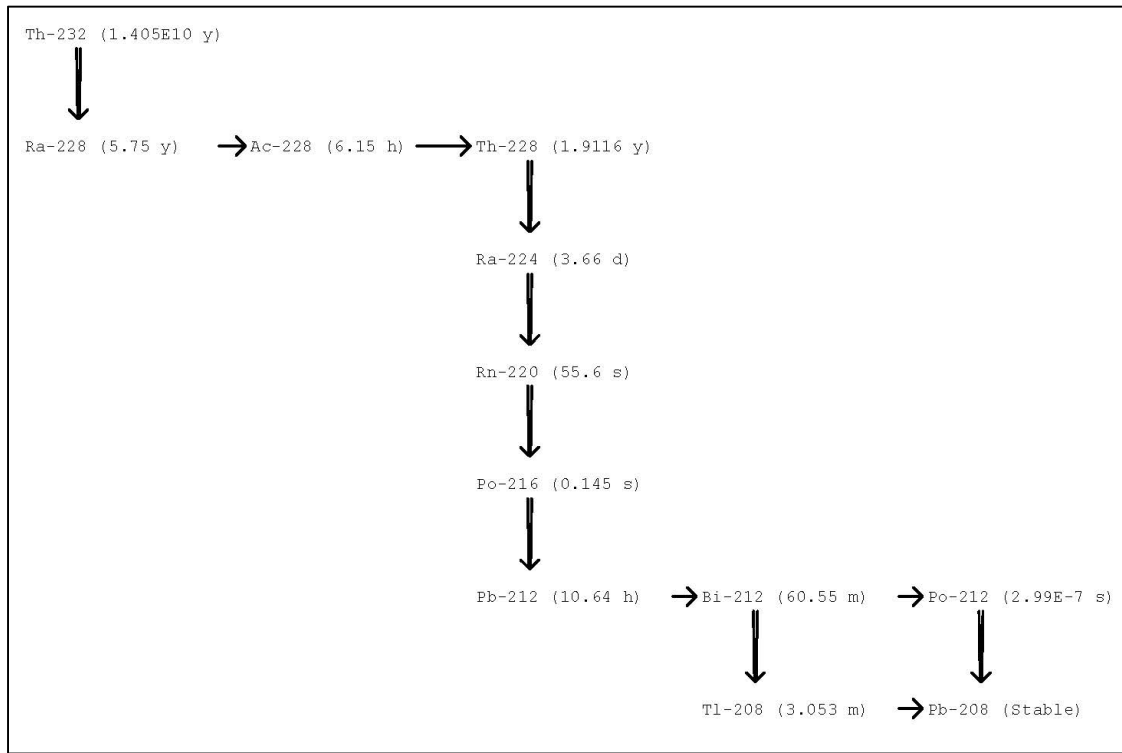 Th-232 (1.405E10 y)
Ra-228 (5.75 y) Ac-228 (6.15 h) Th-228 (1.9116 y)
Ra-224 (3.66 d)
Rn-220 (55.6 s)
Po-216 (0.145 s)
Pb-212 (10.64 h) Bi-212 (60.55 m) Po-212 (2.99E-7 s)
Tl-208 (3.053 m) Pb-208 (Stable)